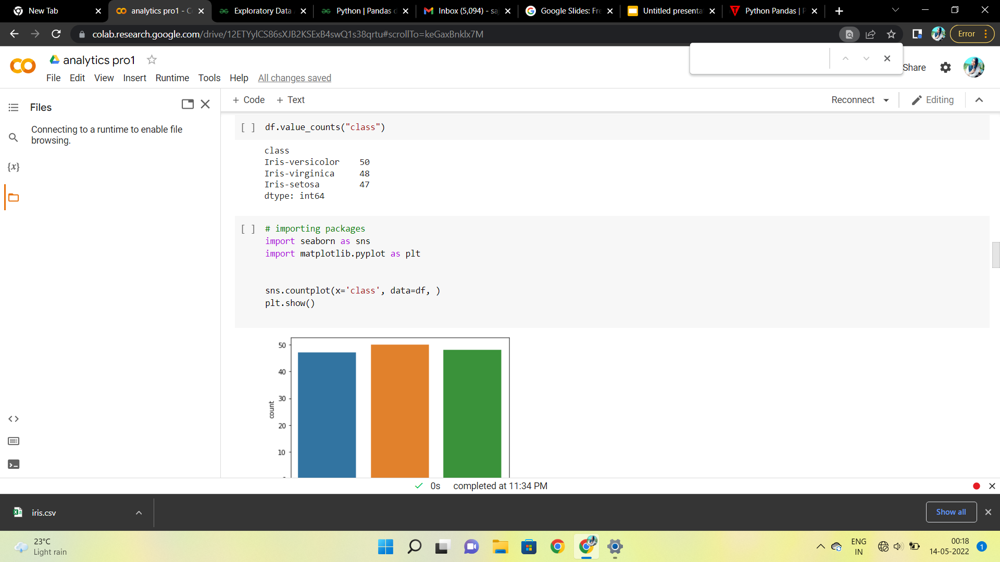 New Tab
analytics pro1 - C
Exploratory Data
Python | Pandas d
Inbox (5,094) - sa
Google Slides: Fre
Untitled presenta
Python Pandas |
colab.research.google.com/drive/12ETYylCS86sXJB2KSExB4swQ1s38qrtu#scrollTo=keGaxBnklx7M
Error
analytics pro1
Share
File Edit View Insert Runtime Tools Help All changes saved
Files
+ Code + Text
Reconnect
Editing
Connecting to a runtime to enable file
browsing.
{x}
[ ] df.value_counts("class")
class
Iris-versicolor 50
Iris-virginica 48
Iris-setosa 47
dtype: int64
[ ] # importing packages
import seaborn as sns
import matplotlib.pyplot as plt
sns.countplot(x='class', data=df, )
plt.show()
50
40
30
20
10
count
0s completed at 11:34 PM
iris.csv
Show all
23°C
Light rain
ENG
IN
00:18
14-05-2022
1